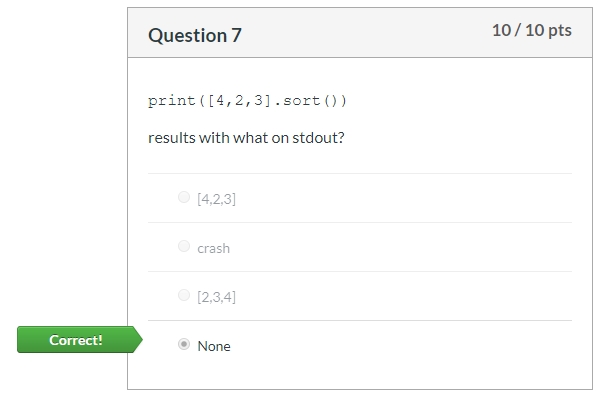 Question 7
10 / 10 pts
print([4,2,3].sort())
results with what on stdout?
[4,2,3]
crash
[2,3,4]
Correct!
None